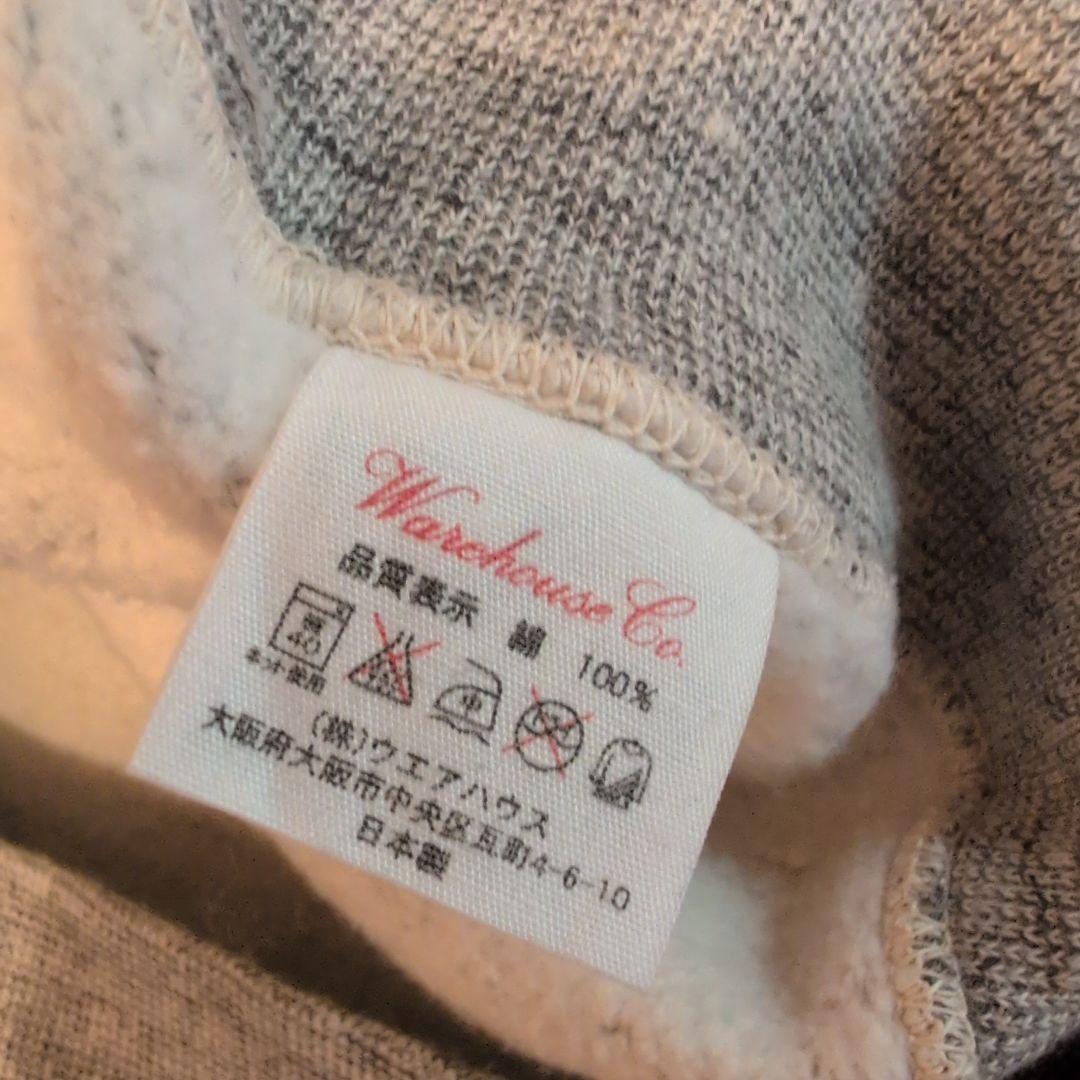 Warehouse Co.
品質表示 綿 100%
弱
40
中
ネット使用
(株)ウエアハウス
大阪府大阪市中央区瓦町4-6-10
日本製